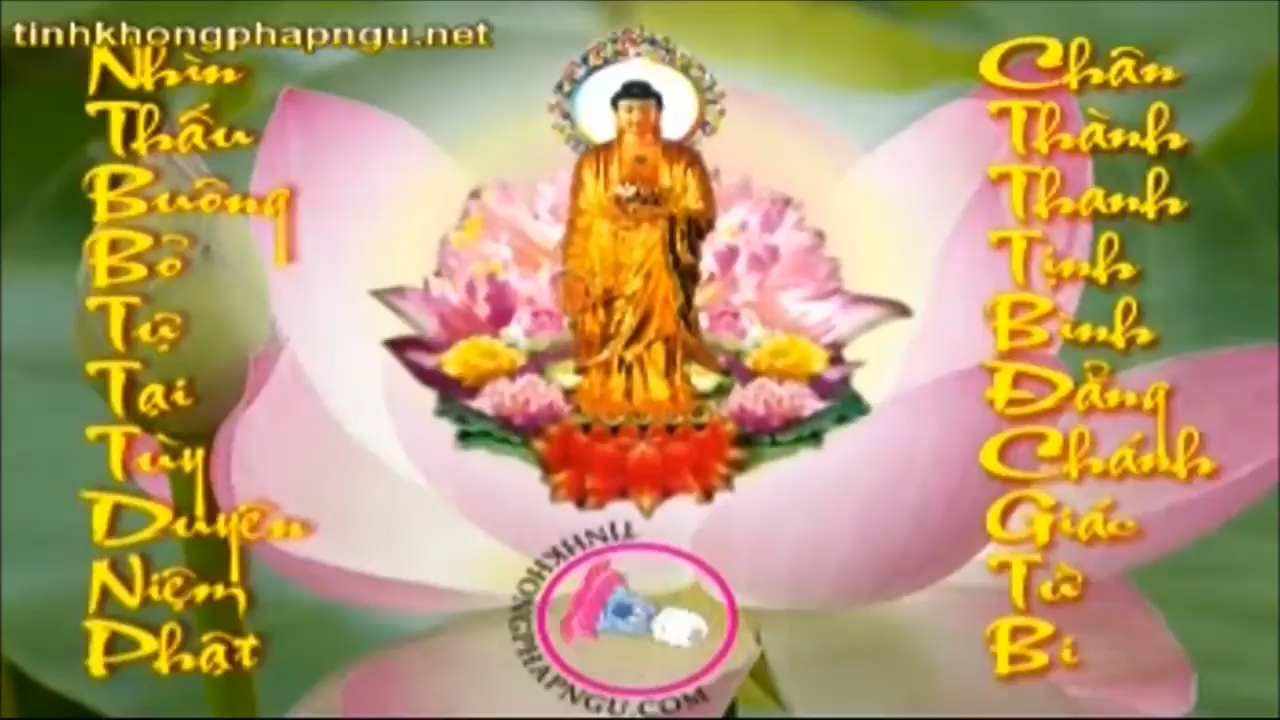 tinhkhongphapngu.net
Nhìn
Thấu
Buông
Bỏ
Tự
Tại
Tùy
Duyên
Niệm
Phật
Chân
Thành
Thanh
Tịnh
Bình
Đẳng
Chánh
Giác
Từ
Bi
TINHKHONGPHAPNGU.COM